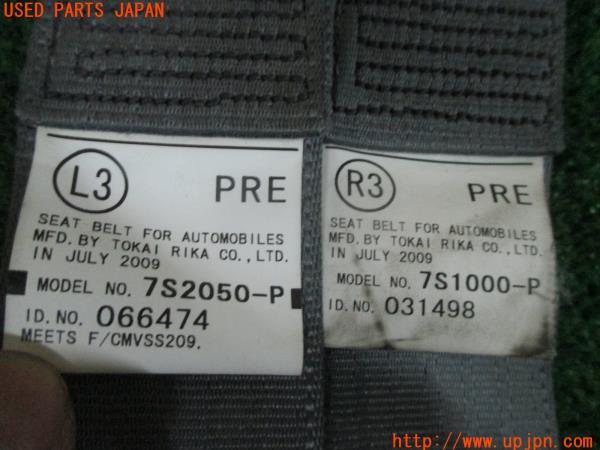 USED PARTS JAPAN
L3 PRE
SEAT BELT FOR AUTOMOBILES
MFD. BY TOKAI RIKA CO., LTD.
IN JULY 2009
MODEL NO. 7S2050-P
ID.NO. 066474
MEETS F/CMVSS209.
R3 PRE
SEAT BELT FOR AUTOMOBILES
MFD. BY TOKAI RIKA CO., LTD.
IN JULY 2009
MODEL NO. 7S1000-P
ID.NO. 031498
http://www.upjpn.com/